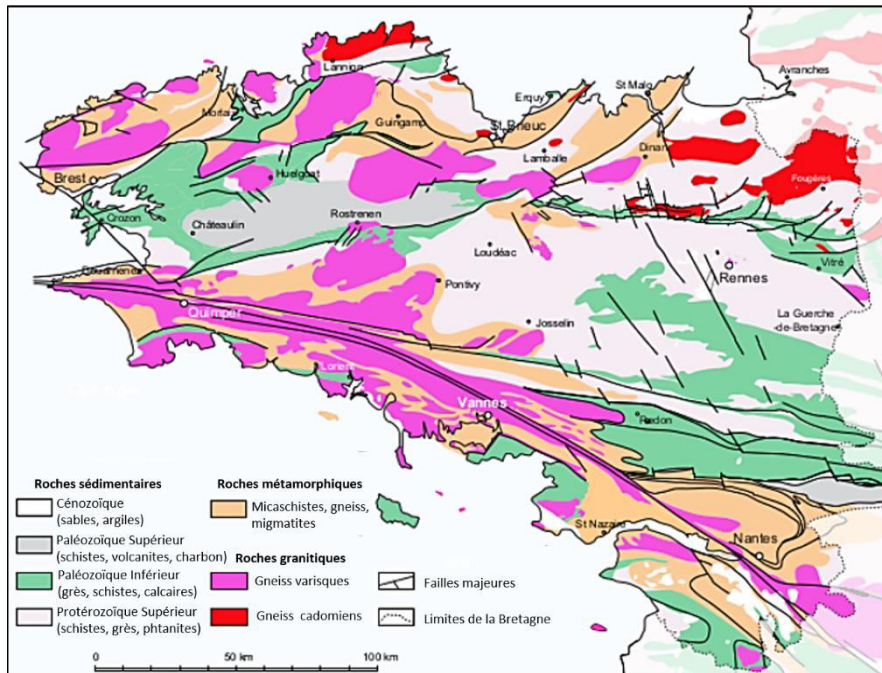 Avranches
Lannion
Morlaix
Erquy
St Malo
Guingamp
St Brieuc
Lamballe
Dinan
Brest
Huelgoat
Fougères
Crozon
Châteaulin
Rostrenen
Loudéac
Vitré
Rennes
Douarnenez
Pontivy
Quimper
Josselin
La Guerche
-de-Bretagne
Lorient
Vannes
Redon
St Nazaire
Nantes
Roches sédimentaires
Cénozoïque
(sables, argiles)
Paléozoïque Supérieur
(schistes, volcanites, charbon)
Paléozoïque Inférieur
(grès, schistes, calcaires)
Protérozoïque Supérieur
(schistes, grès, phtanites)
Roches métamorphiques
Micaschistes, gneiss,
migmatites
Roches granitiques
Gneiss varisques
Gneiss cadomiens
Failles majeures
Limites de la Bretagne
0 50 km 100 km